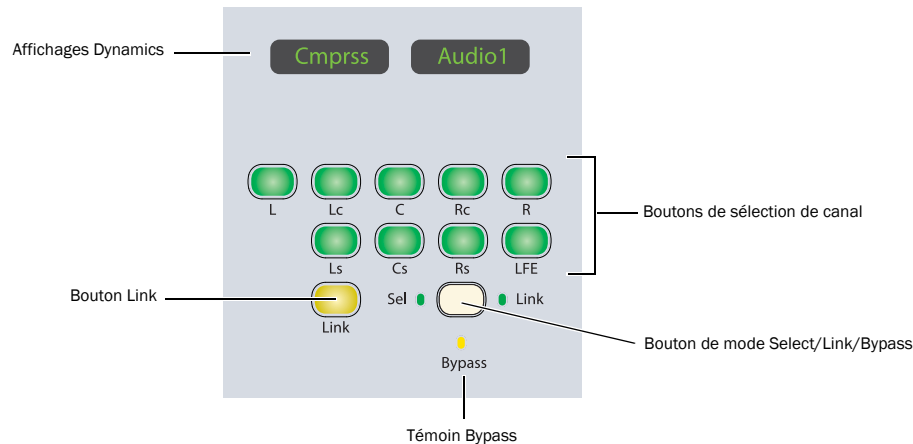 Affichages Dynamics
Cmprss Audio1
L Lc C Rc R
Boutons de sélection de canal
Ls Cs Rs LFE
Bouton Link
Sel Link
Link
Bouton de mode Select/Link/Bypass
Bypass
Témoin Bypass